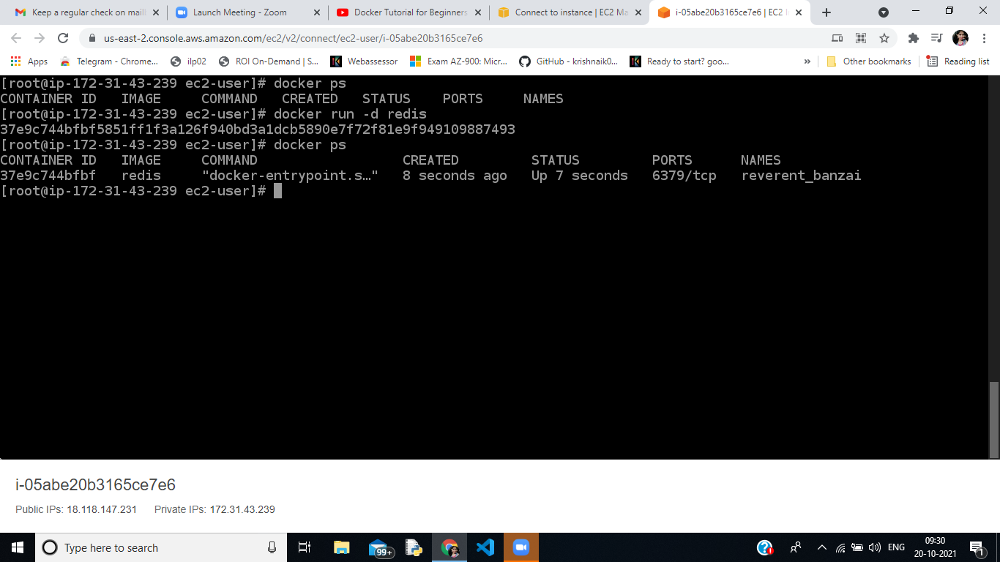 Keep a regular check on mail
Launch Meeting - Zoom
Docker Tutorial for Beginners
Connect to instance | EC2 Ma
i-05abe20b3165ce7e6 | EC2
us-east-2.console.aws.amazon.com/ec2/v2/connect/ec2-user/i-05abe20b3165ce7e6
Apps
Telegram - Chrome...
ilp02
ROI On-Demand | S...
Webassessor
Exam AZ-900: Micr...
GitHub - krishnaik0...
Ready to start? goo...
»
Other bookmarks
Reading list
[root@ip-172-31-43-239 ec2-user]# docker ps
CONTAINER ID IMAGE COMMAND CREATED STATUS PORTS NAMES
[root@ip-172-31-43-239 ec2-user]# docker run -d redis
37e9c744bfbf5851ff1f3a126f940bd3a1dcb5890e7f72f81e9f949109887493
[root@ip-172-31-43-239 ec2-user]# docker ps
CONTAINER ID IMAGE COMMAND CREATED STATUS PORTS NAMES
37e9c744bfbf redis "docker-entrypoint.s…" 8 seconds ago Up 7 seconds 6379/tcp reverent_banzai
[root@ip-172-31-43-239 ec2-user]#
i-05abe20b3165ce7e6
Public IPs: 18.118.147.231 Private IPs: 172.31.43.239
Type here to search
99+
ENG
09:30
20-10-2021
1